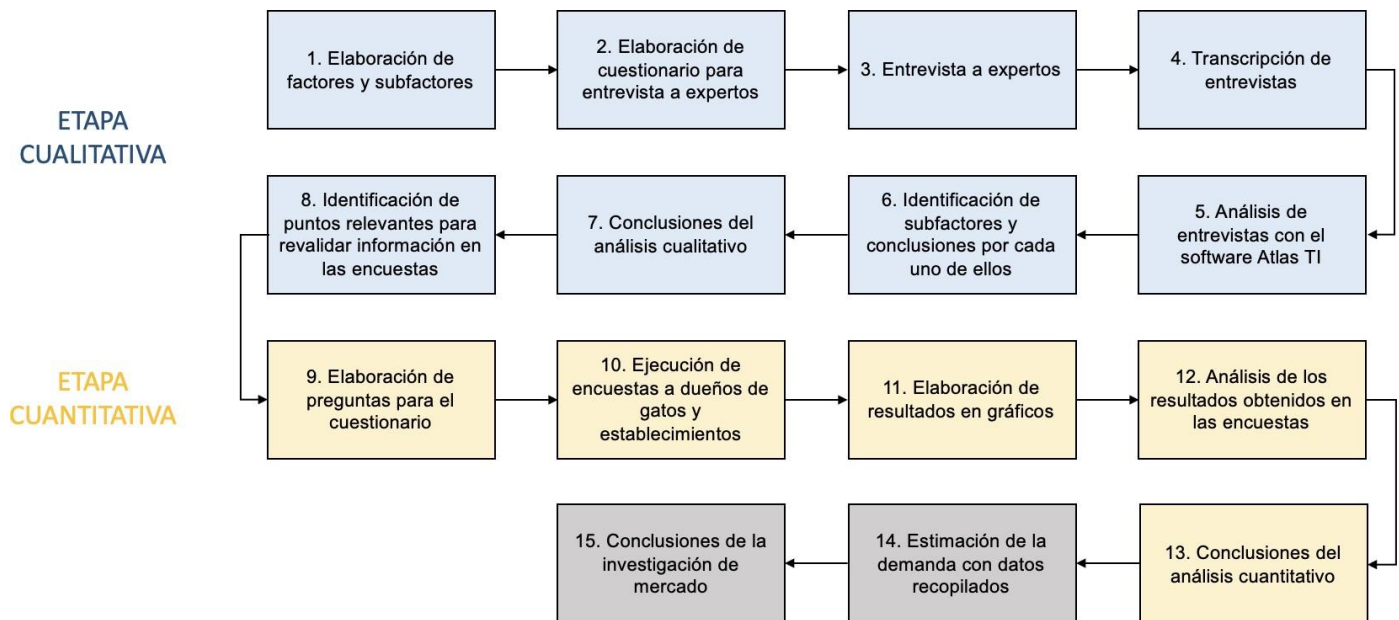 1. Elaboración de
factores y subfactores
2. Elaboración de
cuestionario para
entrevista a expertos
3. Entrevista a expertos
4. Transcripción de
entrevistas
ETAPA
CUALITATIVA
8. Identificación de
puntos relevantes para
revalidar información en
las encuestas
7. Conclusiones del
análisis cualitativo
6. Identificación de
subfactores y
conclusiones por cada
uno de ellos
5. Análisis de
entrevistas con el
software Atlas TI
ETAPA
CUANTITATIVA
9. Elaboración de
preguntas para el
cuestionario
10. Ejecución de
encuestas a dueños de
gatos y
establecimientos
11. Elaboración de
resultados en gráficos
12. Análisis de los
resultados obtenidos en
las encuestas
15. Conclusiones de la
investigación de
mercado
14. Estimación de la
demanda con datos
recopilados
13. Conclusiones del
análisis cuantitativo